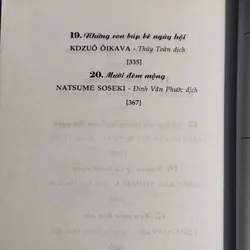 19. Những con búp bê ngày hội
KDZUÔ ÔIKAVA - Thúy Toàn dịch
[335]
20. Mười đêm mộng
NATSUME SOSEKI - Đinh Văn Phước dịch
[367]